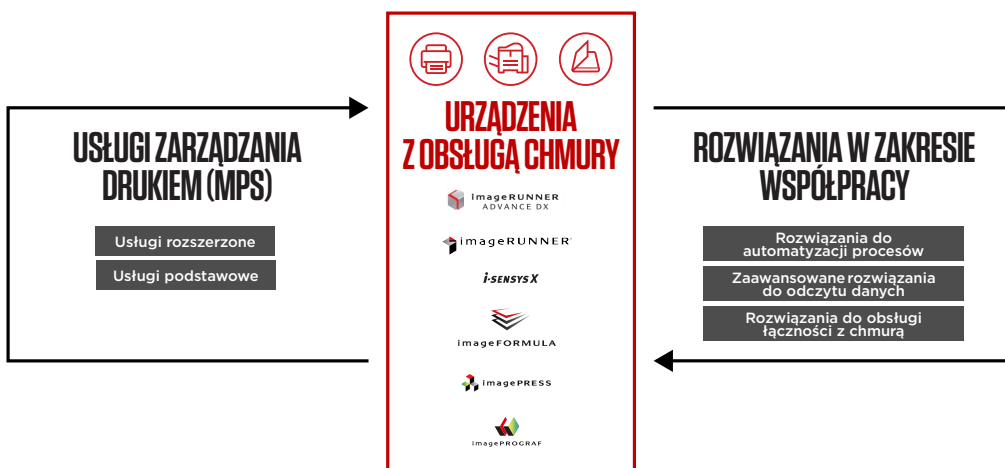 USŁUGI ZARZĄDZANIA
DRUKIEM (MPS)
Usługi rozszerzone
Usługi podstawowe
URZĄDZENIA
Z OBSŁUGĄ CHMURY
imageRUNNER
ADVANCE DX
imageRUNNER
i-SENSYS X
imageFORMULA
imagePRESS
imagePROGRAF
ROZWIĄZANIA W ZAKRESIE
WSPÓŁPRACY
Rozwiązania do
automatyzacji procesów
Zaawansowane rozwiązania
do odczytu danych
Rozwiązania do obsługi
łączności z chmurą